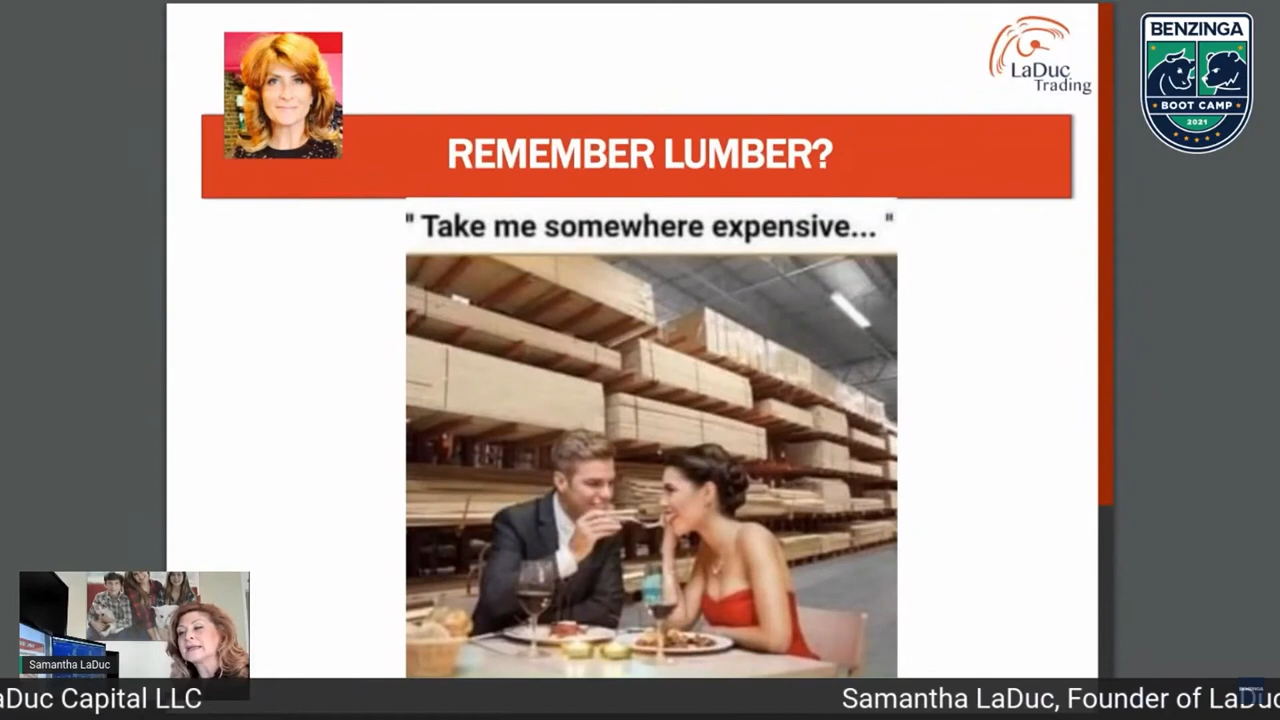 LaDuc
Trading
BENZINGA
BOOT CAMP
2021
REMEMBER LUMBER?
" Take me somewhere expensive... "
Samantha LaDuc
aDuc Capital LLC
Samantha LaDuc, Founder of LaDuc
BENZINGA